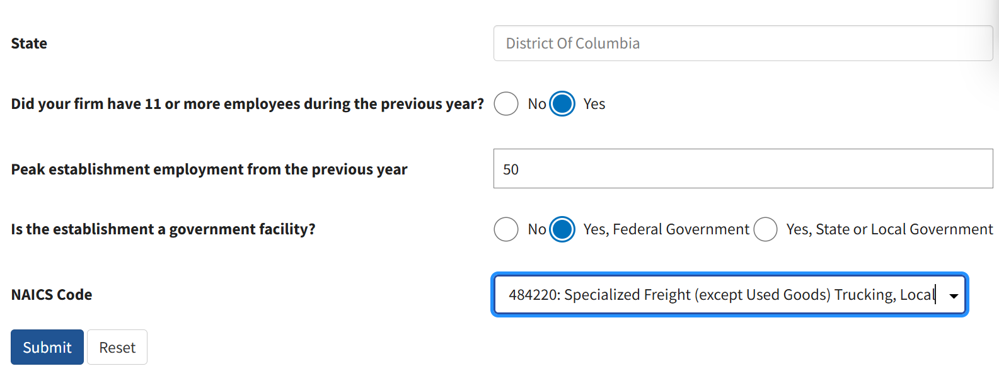 State District Of Columbia
Did your firm have 11 or more employees during the previous year? No Yes
Peak establishment employment from the previous year 50
Is the establishment a government facility? No Yes, Federal Government Yes, State or Local Government
NAICS Code 484220: Specialized Freight (except Used Goods) Trucking, Local
Submit Reset